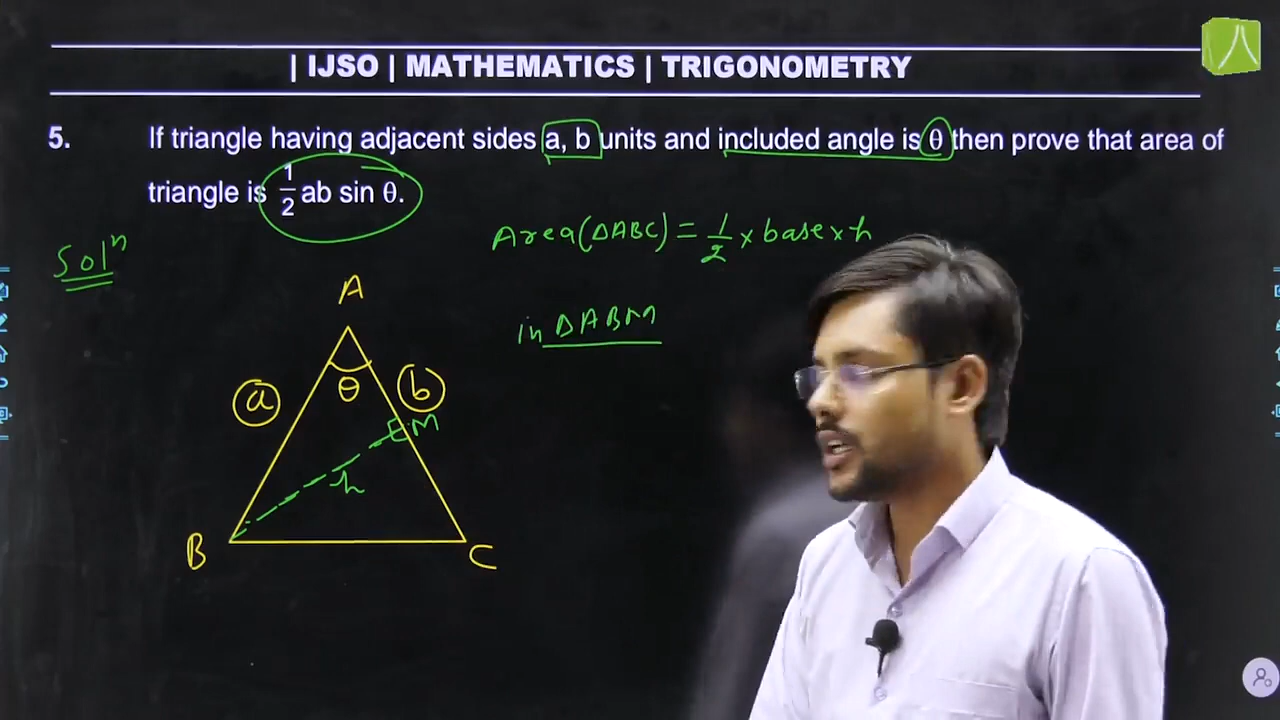 | IJSO | MATHEMATICS | TRIGONOMETRY
5. If triangle having adjacent sides a, b units and included angle is θ then prove that area of
triangle is 1/2 ab sin θ.
Solⁿ
Area(ΔABC) = 1/2 × base × h
in ΔABM
A
θ
a
b
M
h
B
C